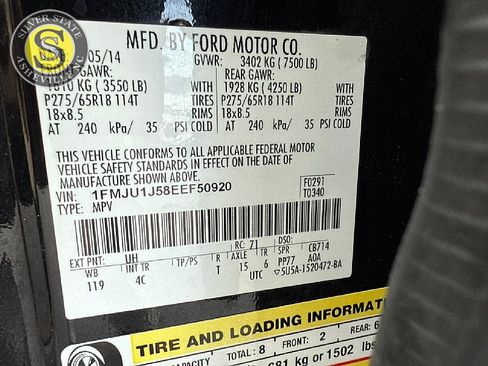 SILVER STATE
S
N
ASHEVILLE, NC
MFD. BY FORD MOTOR CO.
05/14 GVWR: 3402 KG ( 7500 LB)
GAWR: REAR GAWR:
KG ( 3550 LB) 1928 KG ( 4250 LB)
P275/65R18 114T TIRES P275/65R18 114T TIRES
18x8.5 RIMS 18x8.5 RIMS
AT 240 kPa/ 35 PSI COLD AT 240 kPa/ 35 PSI COLD
THIS VEHICLE CONFORMS TO ALL APPLICABLE FEDERAL MOTOR
VEHICLE SAFETY STANDARDS IN EFFECT ON THE DATE OF
MANUFACTURE SHOWN ABOVE.
VIN: 1FMJU1J58EEF50920 F0291
TYPE: MPV T0340
EXT PNT: UH RC: 71 DSO:
WB INT TR TP/PS R AXLE TR SPR CB714
119 4C T 15 6 PP77 A0A
UTC 5U5A-1520472-BA
TIRE AND LOADING INFORMATI
CAPACITY TOTAL: 8 FRONT: 2 REAR: 6
681 kg or 1502 lbs